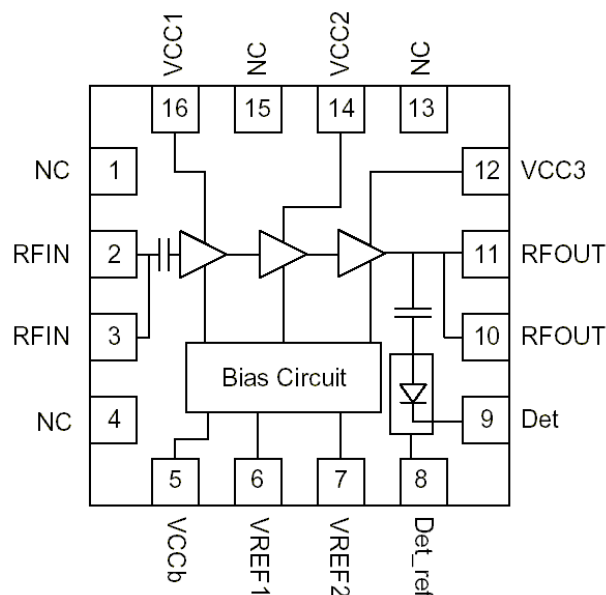 VCC1
NC
VCC2
NC
16
15
14
13
NC
1
12
VCC3
RFIN
2
11
RFOUT
RFIN
3
10
RFOUT
Bias Circuit
NC
4
9
Det
5
6
7
8
VCCb
VREF1
VREF2
Det_ref